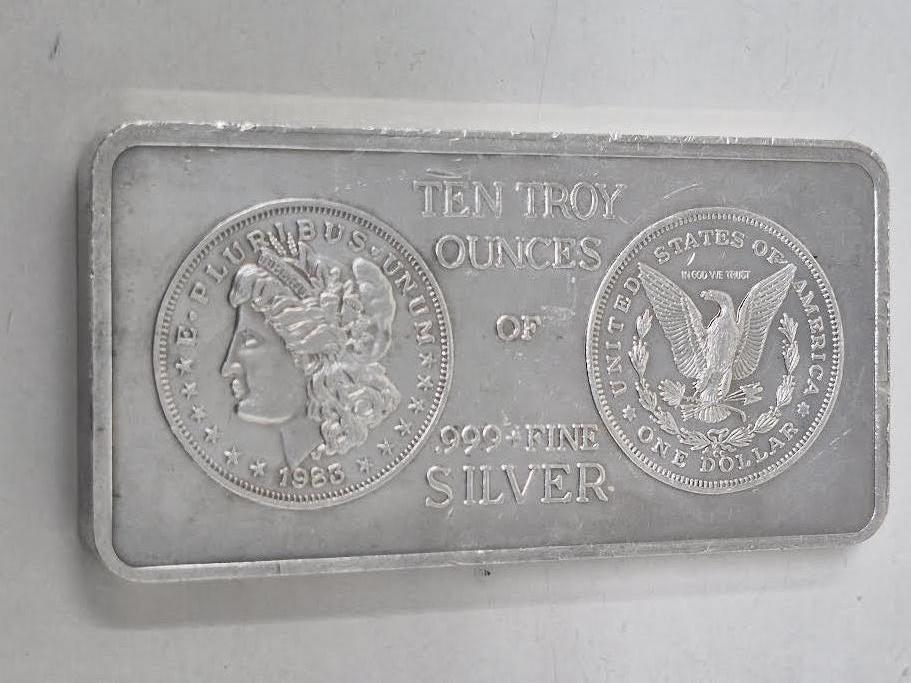 E·PLURIBUS·UNUM
1985
TEN TROY
OUNCES
OF
.999+FINE
SILVER
UNITED STATES OF AMERICA
IN GOD WE TRUST
ONE DOLLAR